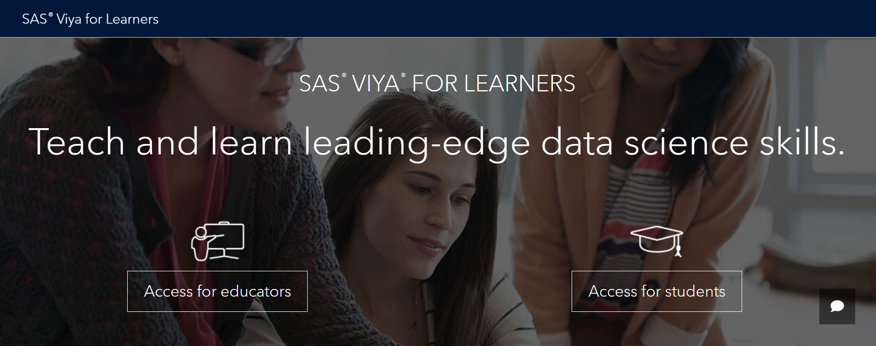 SAS® Viya for Learners
SAS® VIYA® FOR LEARNERS
Teach and learn leading-edge data science skills.
Access for educators
Access for students